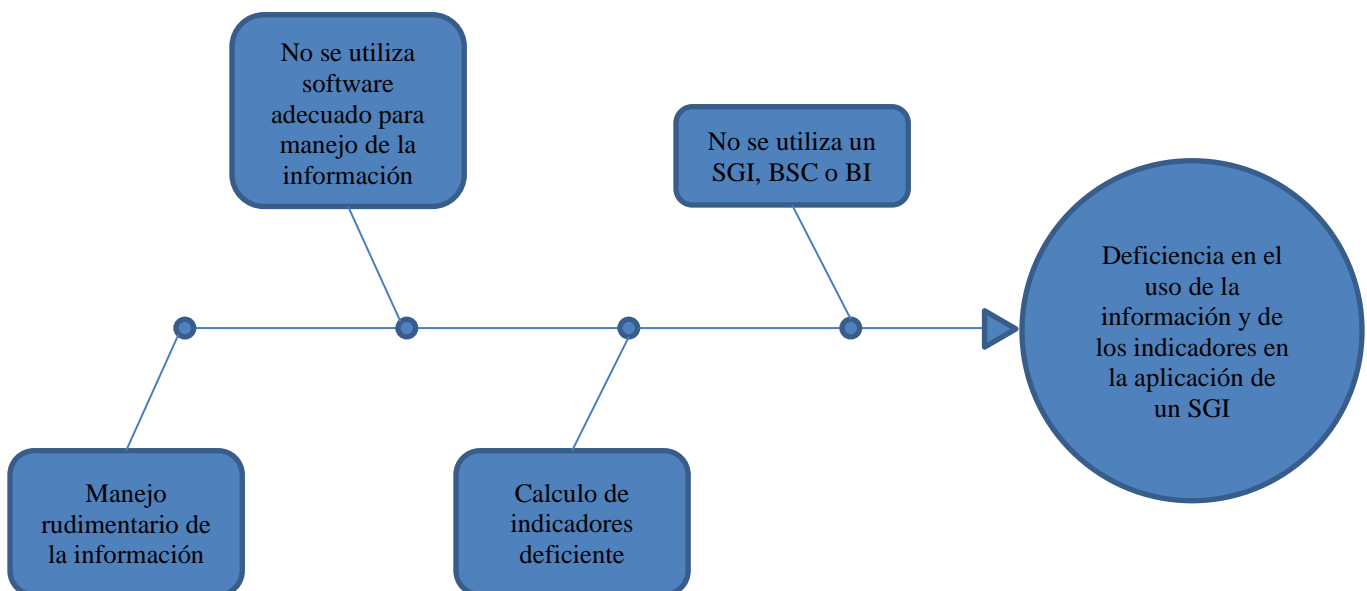 No se utiliza
software
adecuado para
manejo de la
información
No se utiliza un
SGI, BSC o BI
Deficiencia en el
uso de la
información y de
los indicadores en
la aplicación de
un SGI
Manejo
rudimentario de
la información
Calculo de
indicadores
deficiente